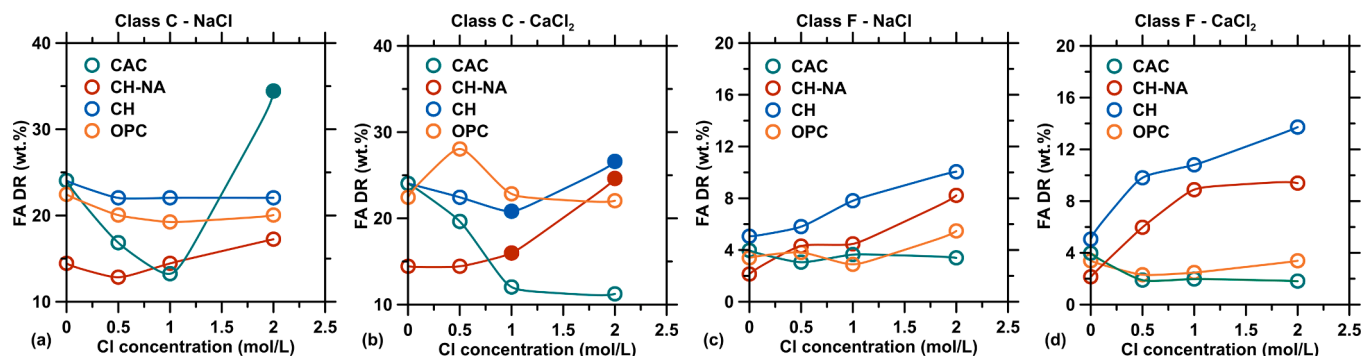 Class C - NaCl
FA DR (wt.%)
40
30
20
10
CAC
CH-NA
CH
OPC
0 0.5 1 1.5 2 2.5
(a)
Cl concentration (mol/L)
Class C - CaCl₂
FA DR (wt.%)
40
30
20
10
CAC
CH-NA
CH
OPC
0 0.5 1 1.5 2 2.5
(b)
Cl concentration (mol/L)
Class F - NaCl
FA DR (wt.%)
20
16
12
8
4
0
CAC
CH-NA
CH
OPC
0 0.5 1 1.5 2 2.5
(c)
Cl concentration (mol/L)
Class F - CaCl₂
FA DR (wt.%)
20
16
12
8
4
0
CAC
CH-NA
CH
OPC
0 0.5 1 1.5 2 2.5
(d)
Cl concentration (mol/L)